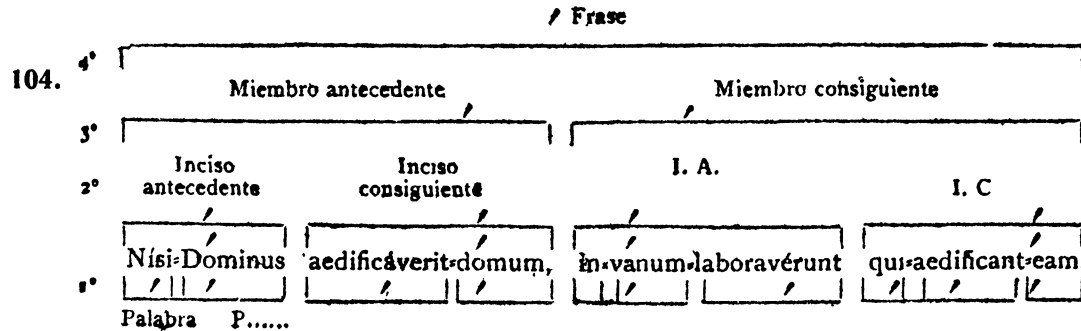 Frase
4°
104.
Miembro antecedente Miembro consiguiente
3°
Inciso antecedente Inciso consiguiente I. A. I. C
2°
Nísi=Dominus aedificáverit=domum, in=vanum=laboravérunt qui=aedificant=eam
1°
Palabra P......